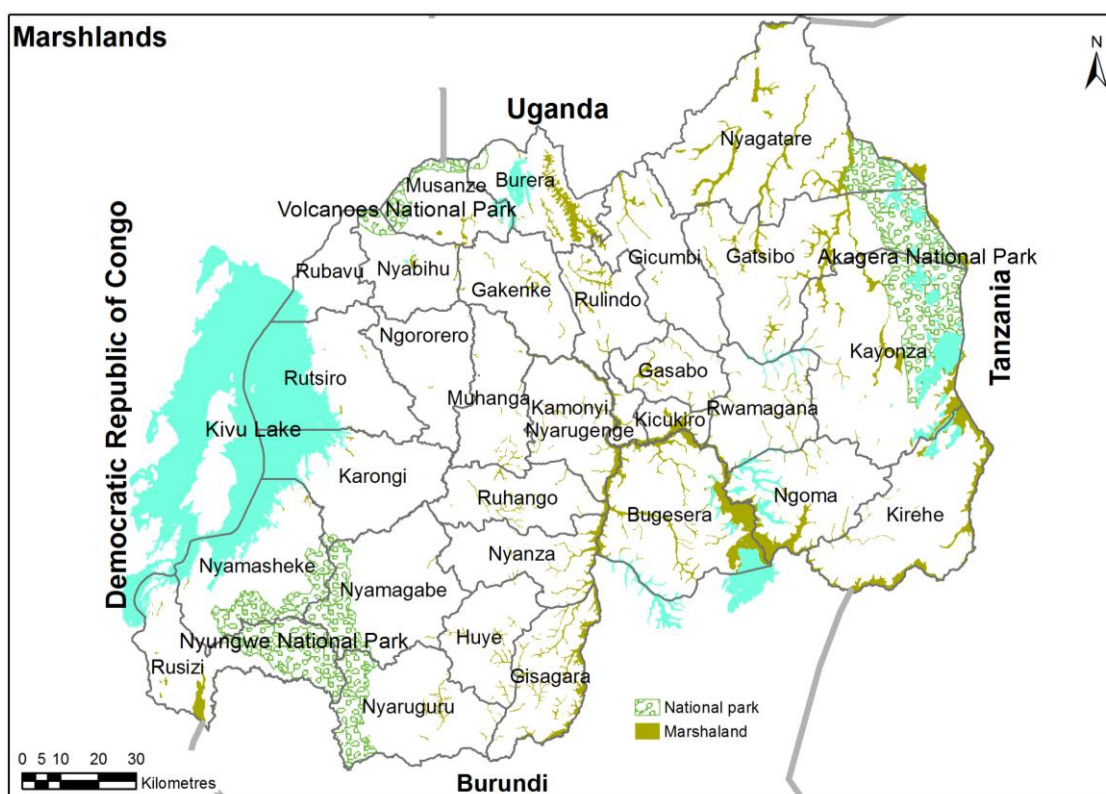 Marshlands
N
Uganda
Nyagatare
Musanze
Burera
Volcanoes National Park
Rubavu
Nyabihu
Gicumbi
Gatsibo
Akagera National Park
Gakenke
Rulindo
Democratic Republic of Congo
Tanzania
Ngororero
Kayonza
Rutsiro
Gasabo
Muhanga
Kamonyi
Kicukiro
Rwamagana
Nyarugenge
Kivu Lake
Karongi
Ruhango
Bugesera
Ngoma
Kirehe
Nyanza
Nyamasheke
Nyamagabe
Nyungwe National Park
Huye
Rusizi
Gisagara
Nyaruguru
National park
Marshaland
0 5 10 20 30
Kilometres
Burundi